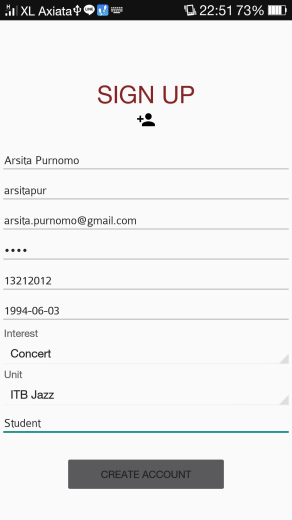 XL Axiata LINE 22:51 73%
SIGN UP
Arsita Purnomo
arsitapur
arsita.purnomo@gmail.com
••••
13212012
1994-06-03
Interest
Concert
Unit
ITB Jazz
Student
CREATE ACCOUNT